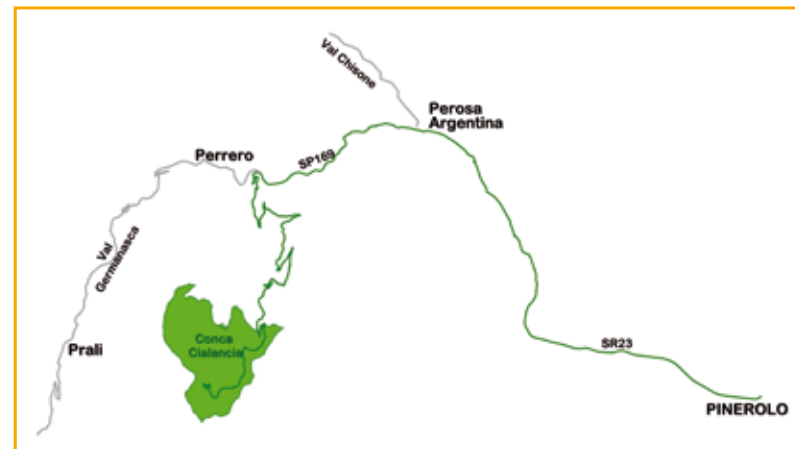 Val Chisone
Perosa
Argentina
SP169
Perrero
Val
Germanasca
Conca
Cialancia
Prali
SR23
PINEROLO